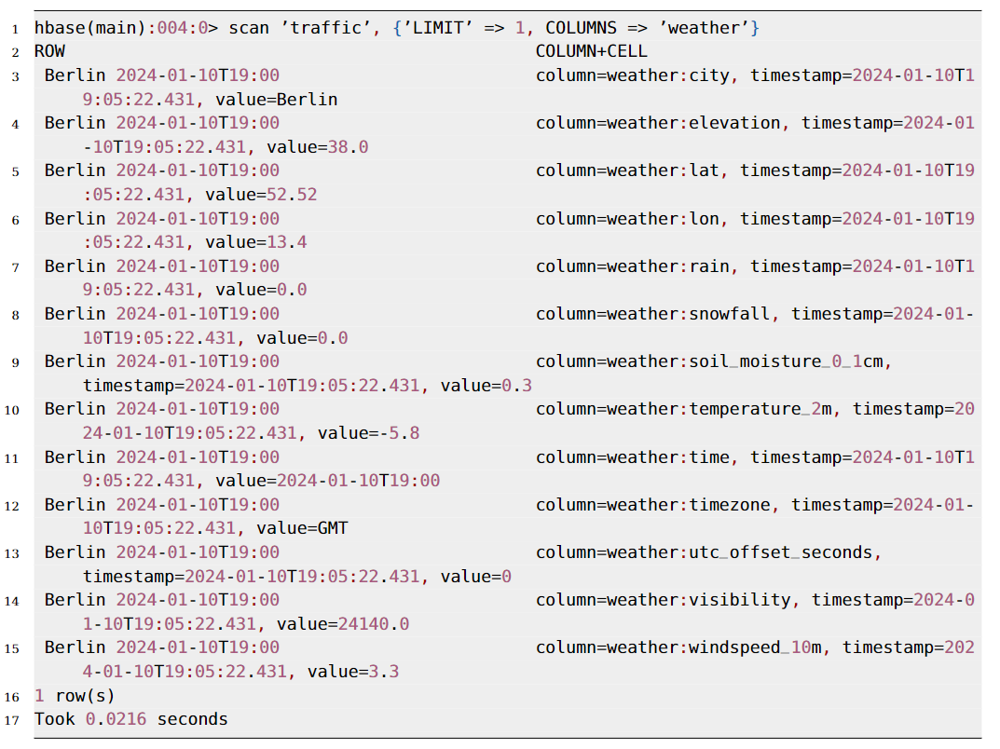 1 hbase(main):004:0> scan ’traffic’, {’LIMIT’ => 1, COLUMNS => ’weather’}
2 ROW COLUMN+CELL
3 Berlin 2024-01-10T19:00 column=weather:city, timestamp=2024-01-10T1
9:05:22.431, value=Berlin
4 Berlin 2024-01-10T19:00 column=weather:elevation, timestamp=2024-01
-10T19:05:22.431, value=38.0
5 Berlin 2024-01-10T19:00 column=weather:lat, timestamp=2024-01-10T19
:05:22.431, value=52.52
6 Berlin 2024-01-10T19:00 column=weather:lon, timestamp=2024-01-10T19
:05:22.431, value=13.4
7 Berlin 2024-01-10T19:00 column=weather:rain, timestamp=2024-01-10T1
9:05:22.431, value=0.0
8 Berlin 2024-01-10T19:00 column=weather:snowfall, timestamp=2024-01-
10T19:05:22.431, value=0.0
9 Berlin 2024-01-10T19:00 column=weather:soil_moisture_0_1cm,
timestamp=2024-01-10T19:05:22.431, value=0.3
10 Berlin 2024-01-10T19:00 column=weather:temperature_2m, timestamp=20
24-01-10T19:05:22.431, value=-5.8
11 Berlin 2024-01-10T19:00 column=weather:time, timestamp=2024-01-10T1
9:05:22.431, value=2024-01-10T19:00
12 Berlin 2024-01-10T19:00 column=weather:timezone, timestamp=2024-01-
10T19:05:22.431, value=GMT
13 Berlin 2024-01-10T19:00 column=weather:utc_offset_seconds,
timestamp=2024-01-10T19:05:22.431, value=0
14 Berlin 2024-01-10T19:00 column=weather:visibility, timestamp=2024-0
1-10T19:05:22.431, value=24140.0
15 Berlin 2024-01-10T19:00 column=weather:windspeed_10m, timestamp=202
4-01-10T19:05:22.431, value=3.3
16 1 row(s)
17 Took 0.0216 seconds